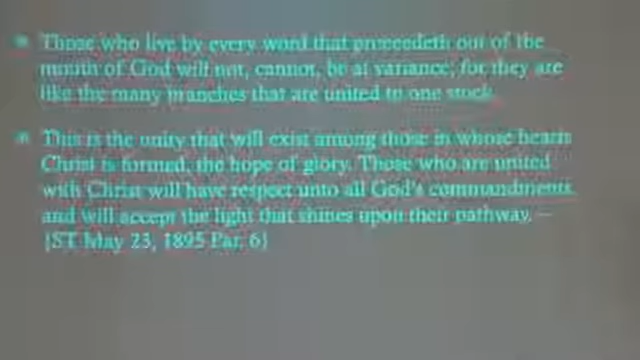 Those who live by every word that proceedeth out of the
mouth of God will not, cannot, be at variance; for they are
like the many branches that are united to one stock.
This is the unity that will exist among those in whose hearts
Christ is formed, the hope of glory. Those who are united
with Christ will have respect unto all God's commandments,
and will accept the light that shines upon their pathway. –
{ST May 23, 1895 Par. 6}